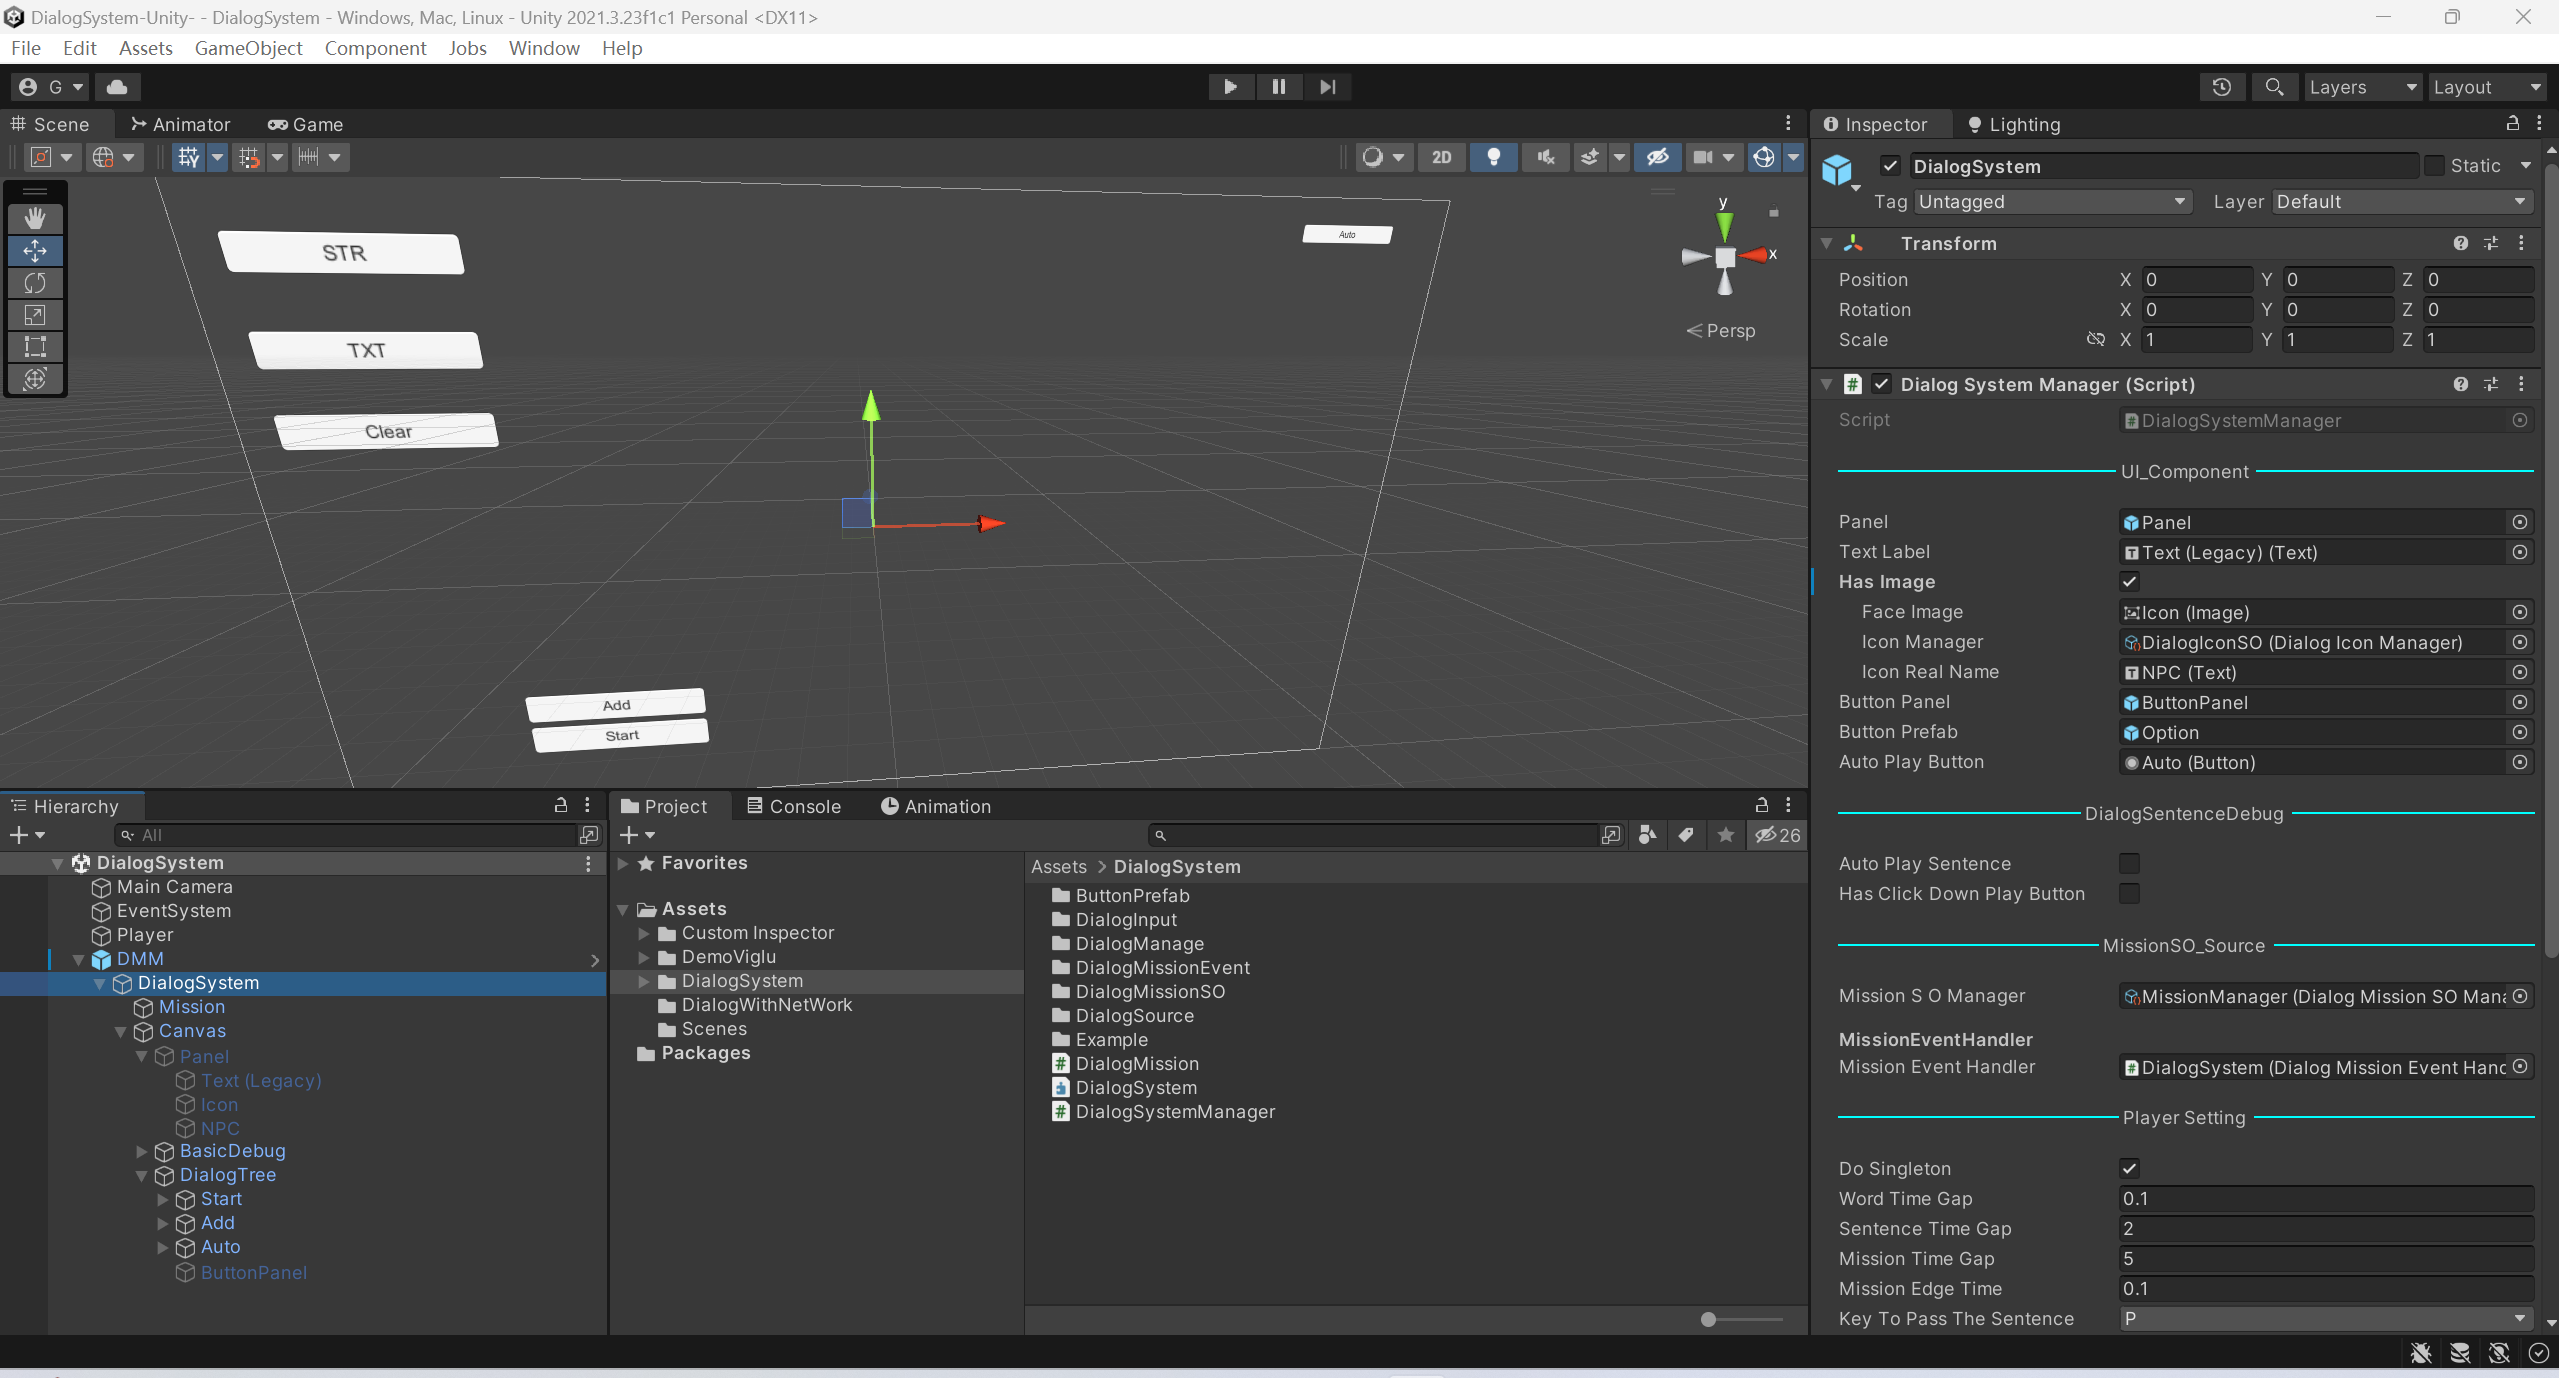 DialogSystem-Unity- - DialogSystem - Windows, Mac, Linux - Unity 2021.3.23f1c1 Personal <DX11>
File Edit Assets GameObject Component Jobs Window Help
G Layers Layout
Scene Animator Game
2D
STR
TXT
Clear
Auto
Add
Start
y
x
Persp
Inspector Lighting
DialogSystem Static
Tag Untagged Layer Default
Transform
Position X 0 Y 0 Z 0
Rotation X 0 Y 0 Z 0
Scale X 1 Y 1 Z 1
Dialog System Manager (Script)
Script DialogSystemManager
UI_Component
Panel Panel
Text Label Text (Legacy) (Text)
Has Image
Face Image Icon (Image)
Icon Manager DialogIconSO (Dialog Icon Manager)
Icon Real Name NPC (Text)
Button Panel ButtonPanel
Button Prefab Option
Auto Play Button Auto (Button)
DialogSentenceDebug
Auto Play Sentence
Has Click Down Play Button
MissionSO_Source
Mission S O Manager MissionManager (Dialog Mission SO Mana
MissionEventHandler
Mission Event Handler DialogSystem (Dialog Mission Event Hanc
Player Setting
Do Singleton
Word Time Gap 0.1
Sentence Time Gap 2
Mission Time Gap 5
Mission Edge Time 0.1
Key To Pass The Sentence P
Hierarchy
All
DialogSystem
Main Camera
EventSystem
Player
DMM
DialogSystem
Mission
Canvas
Panel
Text (Legacy)
Icon
NPC
BasicDebug
DialogTree
Start
Add
Auto
ButtonPanel
Project Console Animation
26
Favorites
Assets
Custom Inspector
DemoViglu
DialogSystem
DialogWithNetWork
Scenes
Packages
Assets > DialogSystem
ButtonPrefab
DialogInput
DialogManage
DialogMissionEvent
DialogMissionSO
DialogSource
Example
DialogMission
DialogSystem
DialogSystemManager